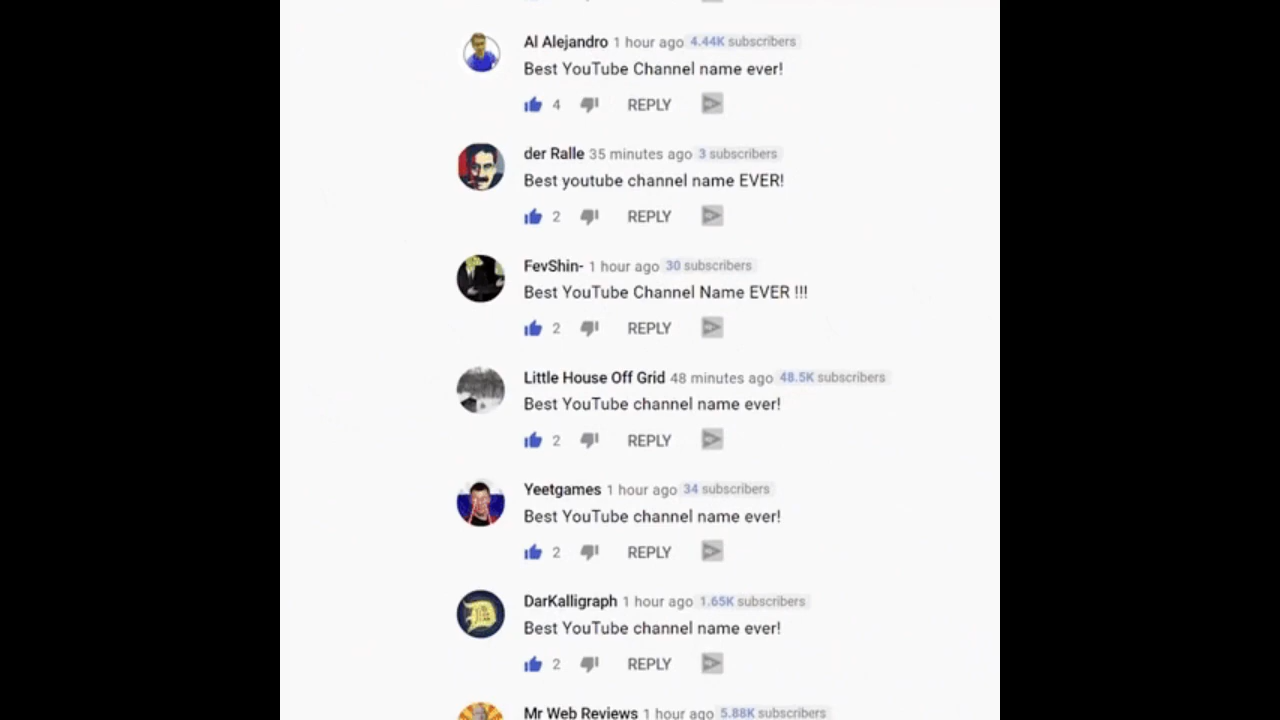 Al Alejandro 1 hour ago 4.44K subscribers
Best YouTube Channel name ever!
4 REPLY
der Ralle 35 minutes ago 3 subscribers
Best youtube channel name EVER!
2 REPLY
FevShin- 1 hour ago 30 subscribers
Best YouTube Channel Name EVER !!!
2 REPLY
Little House Off Grid 48 minutes ago 48.5K subscribers
Best YouTube channel name ever!
2 REPLY
Yeetgames 1 hour ago 34 subscribers
Best YouTube channel name ever!
2 REPLY
DarKalligraph 1 hour ago 1.65K subscribers
Best YouTube channel name ever!
2 REPLY
Mr Web Reviews 1 hour ago 5.88K subscribers